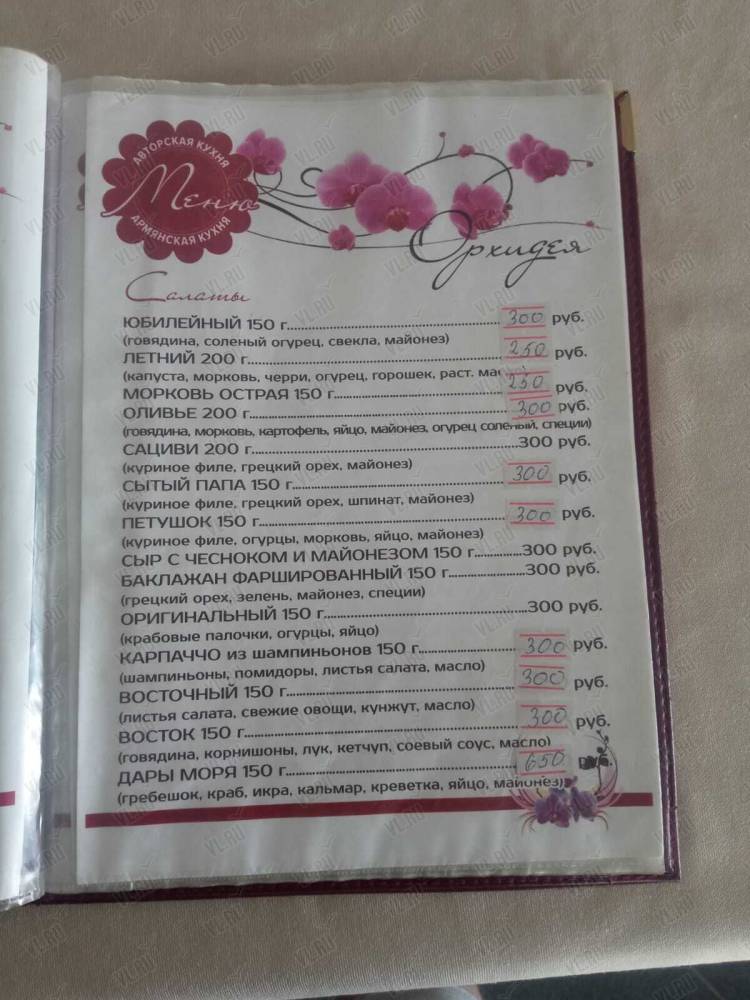 АВТОРСКАЯ КУХНЯ
Меню
АРМЯНСКАЯ КУХНЯ
Орхидея
Салаты
ЮБИЛЕЙНЫЙ 150 г. 300 руб.
(говядина, соленый огурец, свекла, майонез)
ЛЕТНИЙ 200 г. 250 руб.
(капуста, морковь, черри, огурец, горошек, раст. ма
МОРКОВЬ ОСТРАЯ 150 г. 250 руб.
ОЛИВЬЕ 200 г. 300 руб.
(говядина, морковь, картофель, яйцо, майонез, огурец соленый, специи)
САЦИВИ 200 г. 300 руб.
(куриное филе, грецкий орех, майонез)
СЫТЫЙ ПАПА 150 г. 300 руб.
(куриное филе, грецкий орех, шпинат, майонез)
ПЕТУШОК 150 г. 300 руб.
(куриное филе, огурцы, морковь, яйцо, майонез)
СЫР С ЧЕСНОКОМ И МАЙОНЕЗОМ 150 г. 300 руб.
БАКЛАЖАН ФАРШИРОВАННЫЙ 150 г. 300 руб.
(грецкий орех, зелень, майонез, специи)
ОРИГИНАЛЬНЫЙ 150 г. 300 руб.
(крабовые палочки, огурцы, яйцо)
КАРПАЧЧО из шампиньонов 150 г. 300 руб.
(шампиньоны, помидоры, листья салата, масло)
ВОСТОЧНЫЙ 150 г. 300 руб.
(листья салата, свежие овощи, кунжут, масло)
ВОСТОК 150 г. 300 руб.
(говядина, корнишоны, лук, кетчуп, соевый соус, масло)
ДАРЫ МОРЯ 150 г. 650
(гребешок, краб, икра, кальмар, креветка, яйцо, майонез)
VL.RU